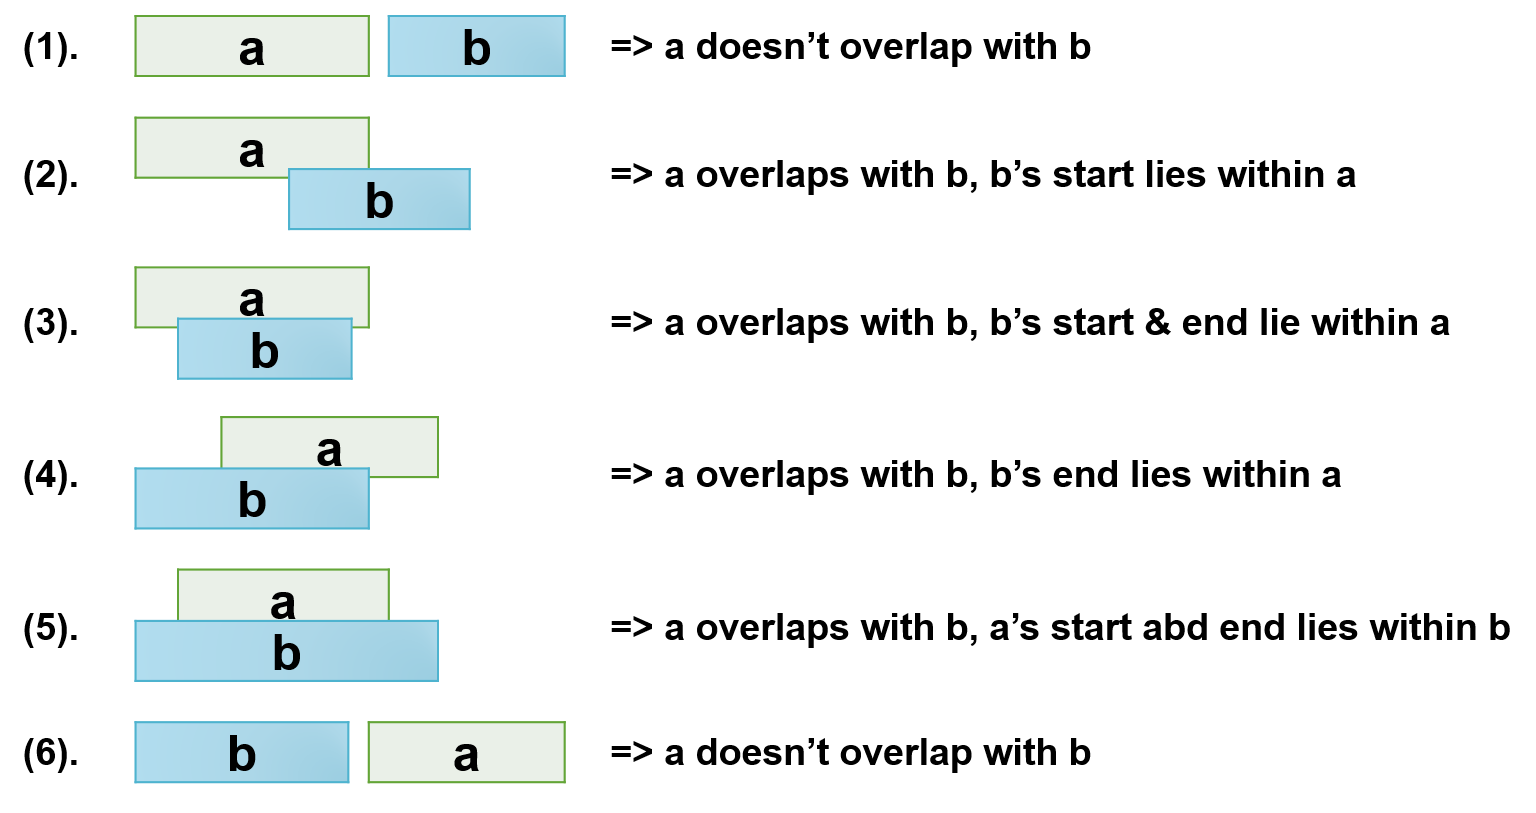 (1). a b => a doesn’t overlap with b
(2). a b => a overlaps with b, b’s start lies within a
(3). a b => a overlaps with b, b’s start & end lie within a
(4). a b => a overlaps with b, b’s end lies within a
(5). a b => a overlaps with b, a’s start abd end lies within b
(6). b a => a doesn’t overlap with b